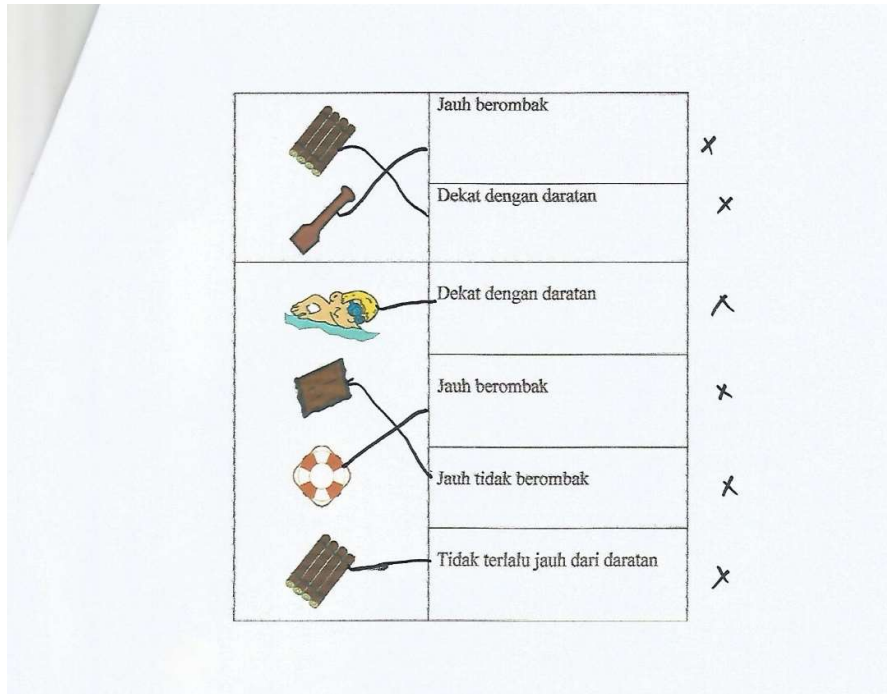 Jauh berombak
Dekat dengan daratan
Dekat dengan daratan
Jauh berombak
Jauh tidak berombak
Tidak terlalu jauh dari daratan